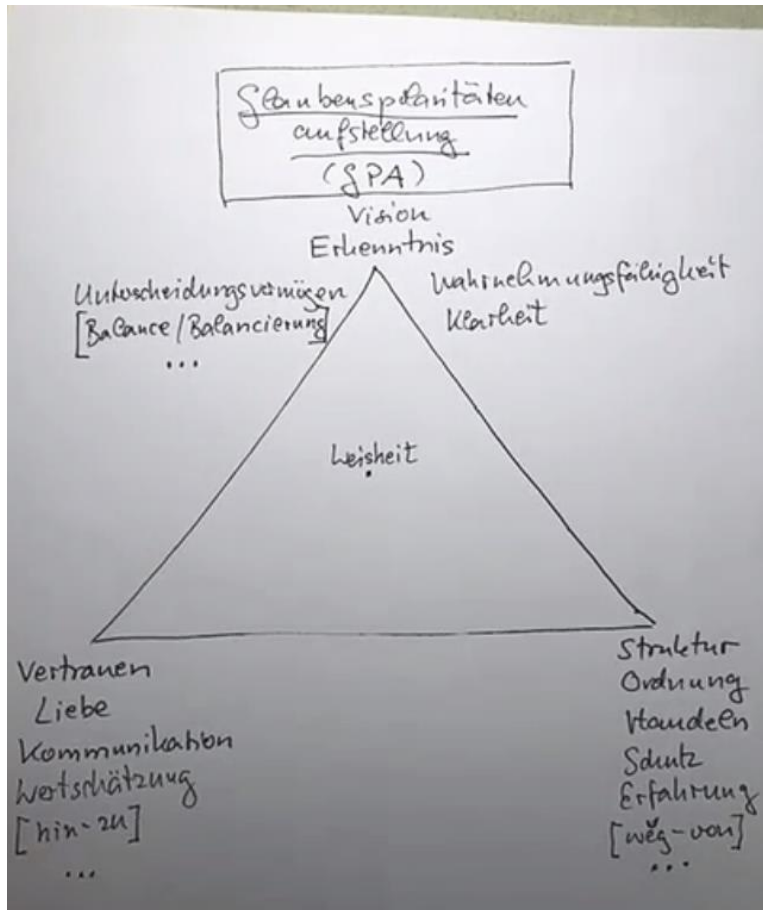 Glaubenspolaritäten
aufstellung
(GPA)
Vision
Erkenntnis
Unterscheidungsvermögen
[Balance/Balancierung]
...
Wahrnehmungsfähigkeit
Klarheit
Weisheit
Vertrauen
Liebe
Kommunikation
Wertschätzung
[hin-zu]
...
Struktur
Ordnung
Handeln
Schutz
Erfahrung
[weg-von]
...